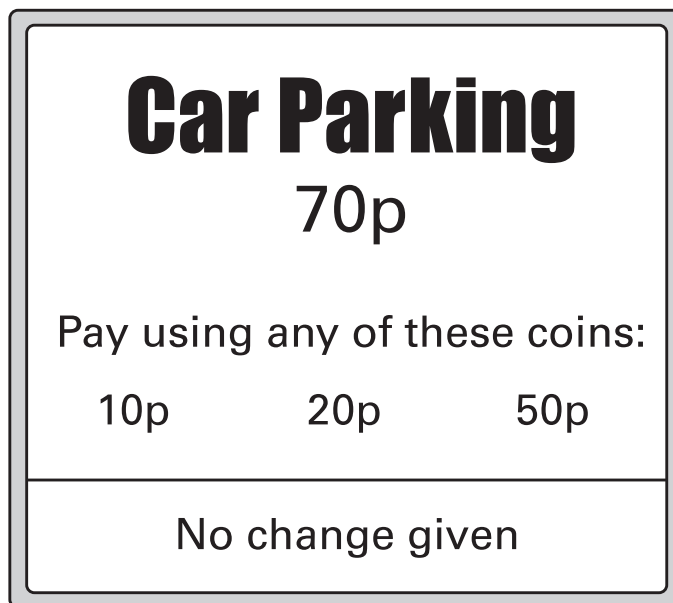 Car Parking
70p
Pay using any of these coins:
10p 20p 50p
No change given